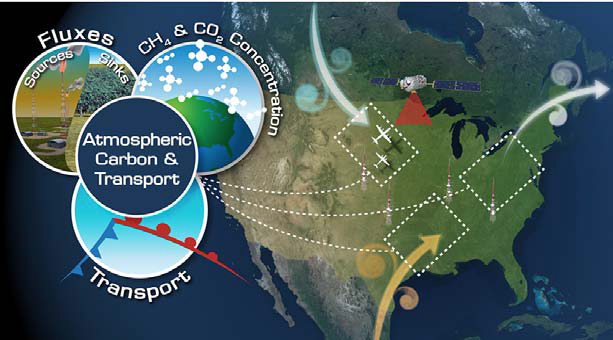 Fluxes
Sources
Sinks
CH₄ & CO₂ Concentration
Atmospheric
Carbon &
Transport
Transport